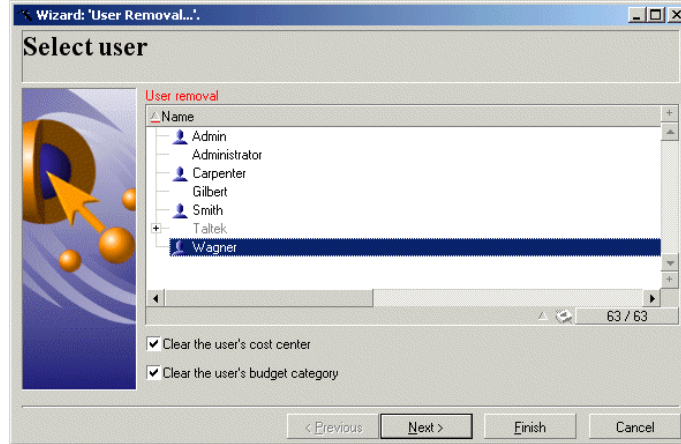 Wizard: 'User Removal...'.
Select user
User removal
Name
Admin
Administrator
Carpenter
Gilbert
Smith
Taltek
Wagner
63 / 63
Clear the user's cost center
Clear the user's budget category
< Previous
Next >
Finish
Cancel